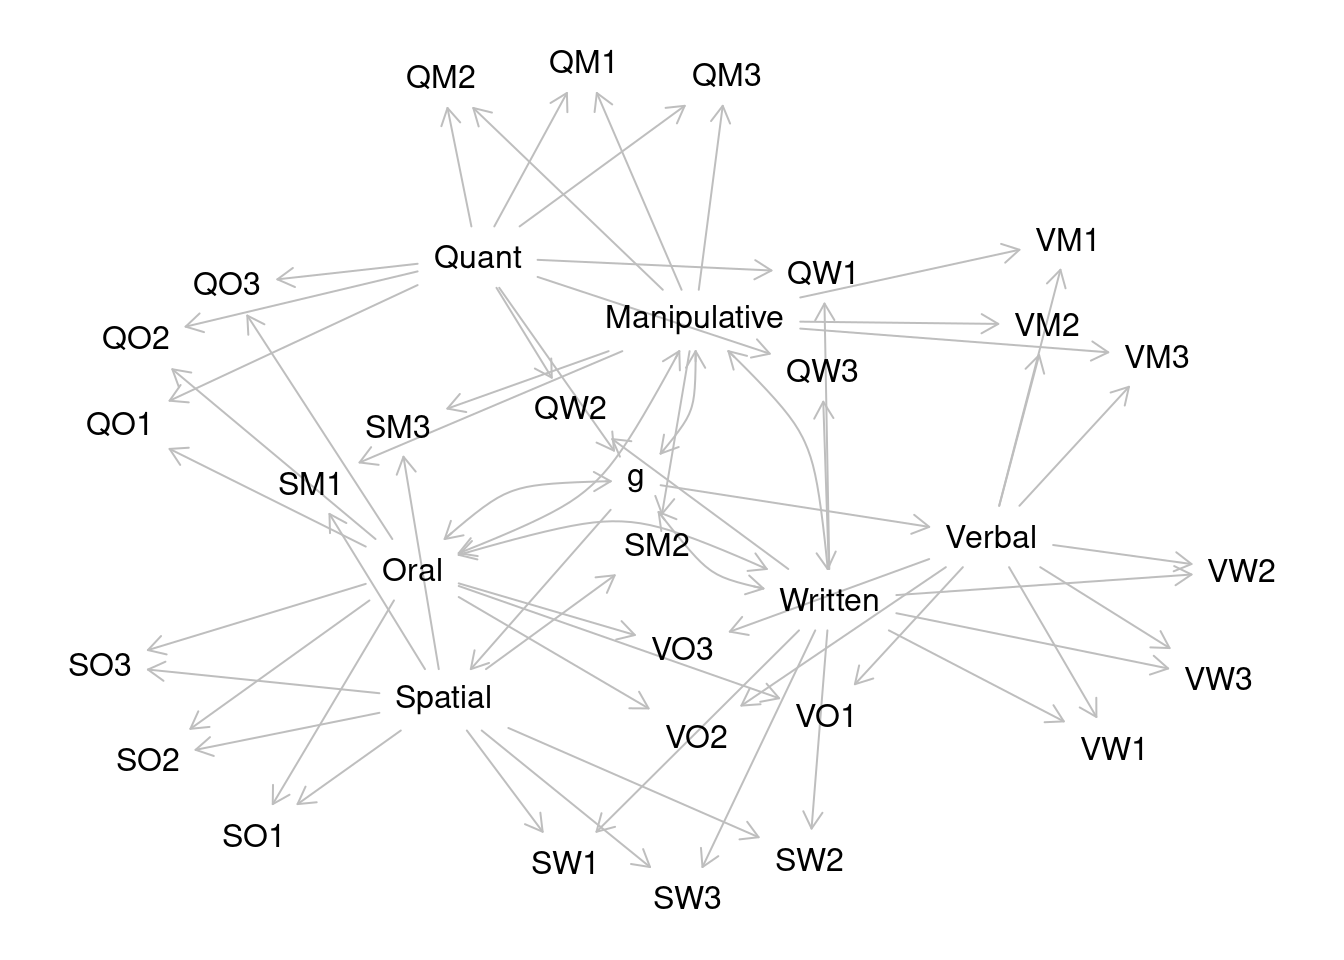 QM1
QM3
QM2
VM1
Quant
QW1
QO3
Manipulative
VM2
QO2
VM3
QW3
QW2
QO1
SM3
g
SM1
Verbal
SM2
Oral
VW2
Written
VO3
SO3
VW3
Spatial
VO1
VO2
VW1
SO2
SO1
SW2
SW1
SW3